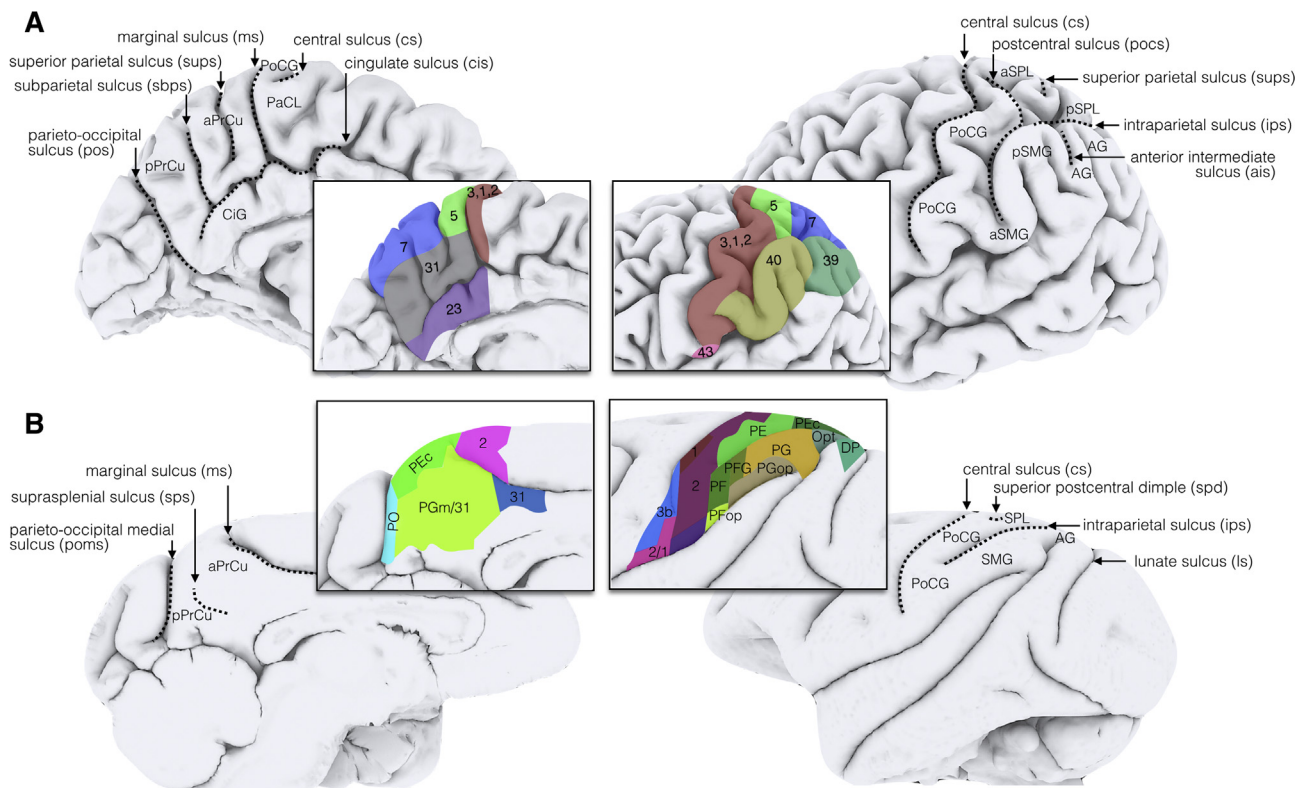 A
marginal sulcus (ms)
central sulcus (cs)
superior parietal sulcus (sups)
PoCG
cingulate sulcus (cis)
subparietal sulcus (sbps)
PaCL
aPrCu
parieto-occipital
sulcus (pos)
pPrCu
CiG
3,1,2
5
7
31
23
central sulcus (cs)
postcentral sulcus (pocs)
aSPL
superior parietal sulcus (sups)
pSPL
intraparietal sulcus (ips)
PoCG
AG
pSMG
anterior intermediate
sulcus (ais)
AG
PoCG
aSMG
5
7
3,1,2
40
39
43
B
marginal sulcus (ms)
suprasplenial sulcus (sps)
parieto-occipital medial
sulcus (poms)
aPrCu
pPrCu
2
PEc
31
PGm/31
PO
PE
PEc
Opt
1
PG
DP
PFG
PGop
2
PF
3b
PFop
2/1
central sulcus (cs)
superior postcentral dimple (spd)
SPL
intraparietal sulcus (ips)
PoCG
AG
SMG
lunate sulcus (ls)
PoCG